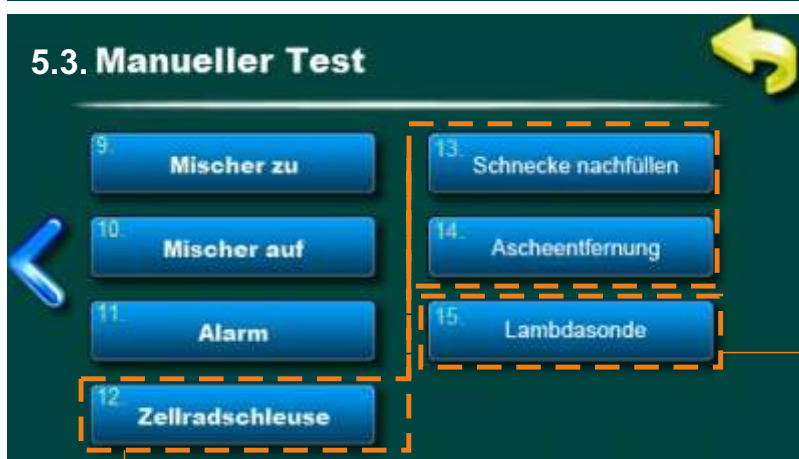 5.3. Manueller Test
9. Mischer zu
10. Mischer auf
11. Alarm
12. Zellradschleuse
13. Schnecke nachfüllen
14. Ascheentfernung
15. Lambdasonde